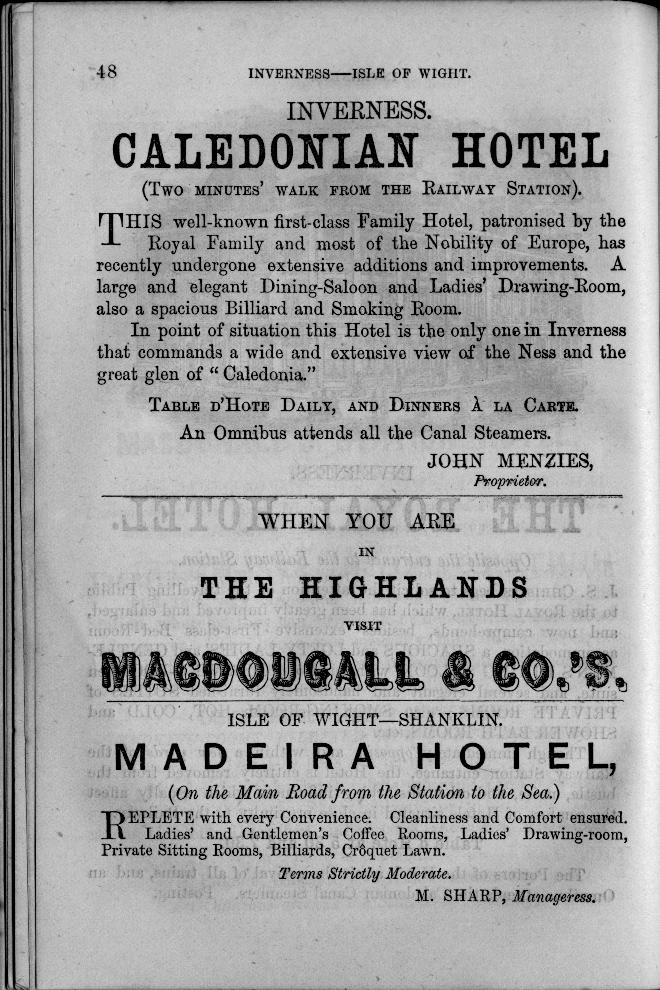 48 INVERNESS—ISLE OF WIGHT.
INVERNESS.
CALEDONIAN HOTEL
(TWO MINUTES' WALK FROM THE RAILWAY STATION).
THIS well-known first-class Family Hotel, patronised by the
Royal Family and most of the Nobility of Europe, has
recently undergone extensive additions and improvements. A
large and elegant Dining-Saloon and Ladies' Drawing-Room,
also a spacious Billiard and Smoking Room.
In point of situation this Hotel is the only one in Inverness
that commands a wide and extensive view of the Ness and the
great glen of "Caledonia."
TABLE D'HOTE DAILY, AND DINNERS À LA CARTE.
An Omnibus attends all the Canal Steamers.
JOHN MENZIES,
Proprietor.
WHEN YOU ARE
IN
THE HIGHLANDS
VISIT
MACDOUGALL & CO.'S.
ISLE OF WIGHT—SHANKLIN.
MADEIRA HOTEL,
(On the Main Road from the Station to the Sea.)
REPLETE with every Convenience. Cleanliness and Comfort ensured.
Ladies' and Gentlemen's Coffee Rooms, Ladies' Drawing-room,
Private Sitting Rooms, Billiards, Crôquet Lawn.
Terms Strictly Moderate.
M. SHARP, Manageress.